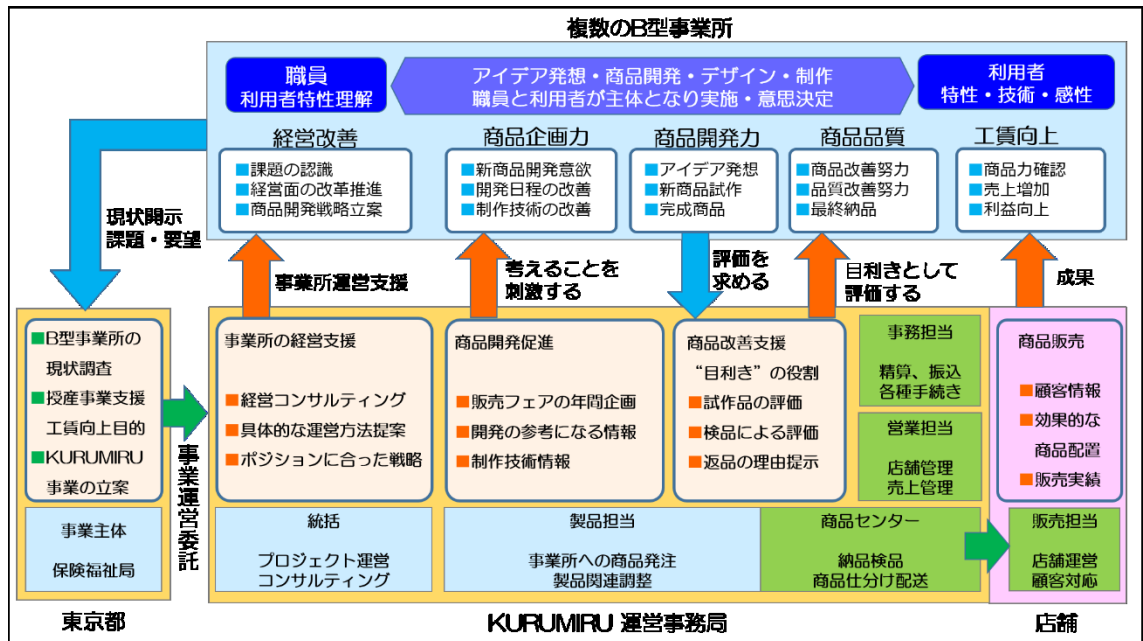 複数のB型事業所
職員
利用者特性理解
アイデア発想・商品開発・デザイン・制作
職員と利用者が主体となり実施・意思決定
利用者
特性・技術・感性
経営改善
■課題の認識
■経営面の改革推進
■商品開発戦略立案
商品企画力
■新商品開発意欲
■開発日程の改善
■制作技術の改善
商品開発力
■アイデア発想
■新商品試作
■完成商品
商品品質
■商品改善努力
■品質改善努力
■最終納品
工賃向上
■商品力確認
■売上増加
■利益向上
現状開示
課題・要望
事業所運営支援
考えることを
刺激する
評価を
求める
目利きとして
評価する
成果
■B型事業所の
現状調査
■授産事業支援
工賃向上目的
■KURUMIRU
事業の立案
事業主体
保険福祉局
東京都
事業運営委託
事業所の経営支援
■経営コンサルティング
■具体的な運営方法提案
■ポジションに合った戦略
商品開発促進
■販売フェアの年間企画
■開発の参考になる情報
■制作技術情報
商品改善支援
“目利き”の役割
■試作品の評価
■検品による評価
■返品の理由提示
事務担当
精算、振込
各種手続き
営業担当
店舗管理
売上管理
商品販売
■顧客情報
■効果的な
商品配置
■販売実績
統括
プロジェクト運営
コンサルティング
製品担当
事業所への商品発注
製品関連調整
商品センター
納品検品
商品仕分け配送
販売担当
店舗運営
顧客対応
KURUMIRU 運営事務局
店舗